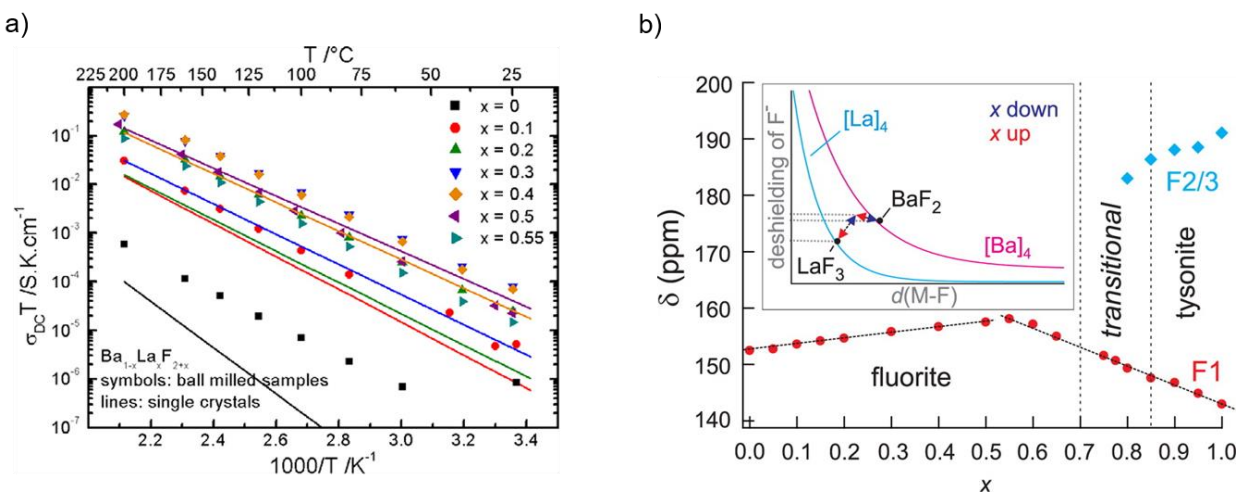 a)
T /°C
225 200 175 150 125 100 75 50 25
σDCT /S.K.cm⁻¹
10⁻¹
10⁻²
10⁻³
10⁻⁴
10⁻⁵
10⁻⁶
10⁻⁷
x = 0
x = 0.1
x = 0.2
x = 0.3
x = 0.4
x = 0.5
x = 0.55
Ba₁₋ₓLaₓF₂₊ₓ
symbols: ball milled samples
lines: single crystals
2.2 2.4 2.6 2.8 3.0 3.2 3.4
1000/T /K⁻¹
b)
δ (ppm)
200
190
180
170
160
150
140
deshielding of F⁻
[La]₄
x down
x up
BaF₂
LaF₃
[Ba]₄
d(M-F)
transitional
tysonite
F2/3
fluorite
F1
0.0 0.1 0.2 0.3 0.4 0.5 0.6 0.7 0.8 0.9 1.0
x